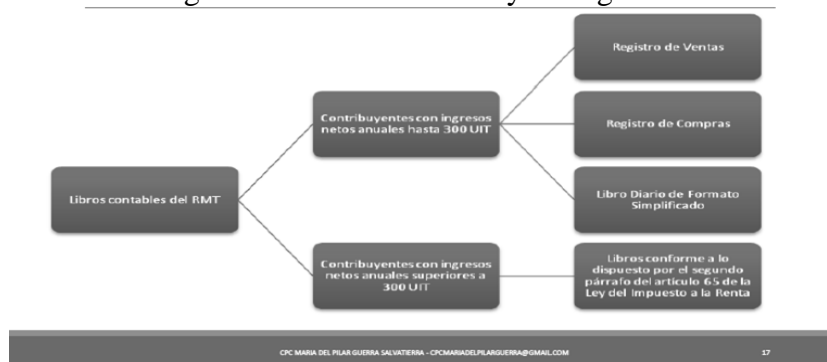 Libros contables del RMT
Contribuyentes con ingresos
netos anuales hasta 300 UIT
Registro de Ventas
Registro de Compras
Libro Diario de Formato
Simplificado
Contribuyentes con ingresos
netos anuales superiores a
300 UIT
Libros conforme a lo
dispuesto por el segundo
párrafo del artículo 65 de la
Ley del Impuesto a la Renta
CPC MARIA DEL PILAR GUERRA SALVATIERRA - CPCMARIADELPILARGUERRA@GMAIL.COM
17